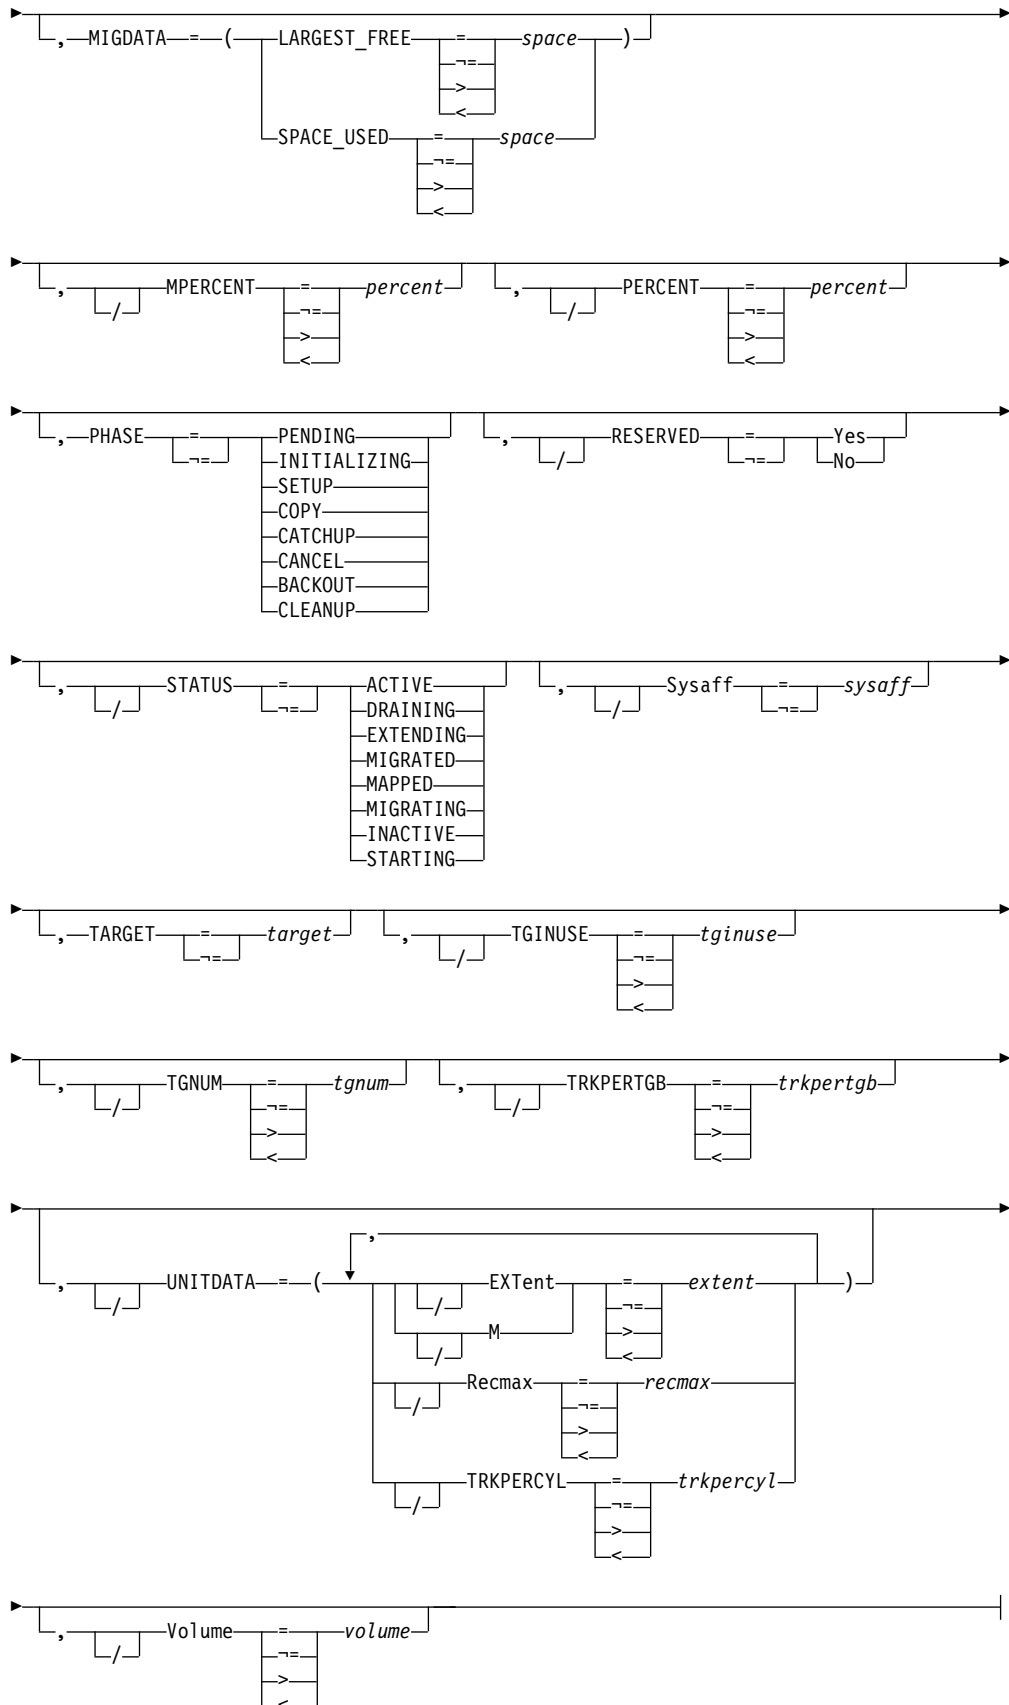 , MIGDATA = ( LARGEST_FREE = space )
¬=
>
<
SPACE_USED = space
¬=
>
<
, / MPERCENT = percent , / PERCENT = percent
¬= ¬=
> >
< <
, PHASE = PENDING , / RESERVED = Yes
¬= INITIALIZING ¬= No
SETUP
COPY
CATCHUP
CANCEL
BACKOUT
CLEANUP
, / STATUS = ACTIVE , / Sysaff = sysaff
¬= DRAINING ¬=
EXTENDING
MIGRATED
MAPPED
MIGRATING
INACTIVE
STARTING
, TARGET = target , / TGINUSE = tginuse
¬= ¬=
>
<
, / TGNUM = tgnum , / TRKPERTGB = trkpertgb
¬= ¬=
> >
< <
,
, / UNITDATA = ( / EXTent = extent )
¬=
/ M >
<
/ Recmax = recmax
¬=
>
<
/ TRKPERCYL = trkpercyl
¬=
>
<
, / Volume = volume
¬=
>
<